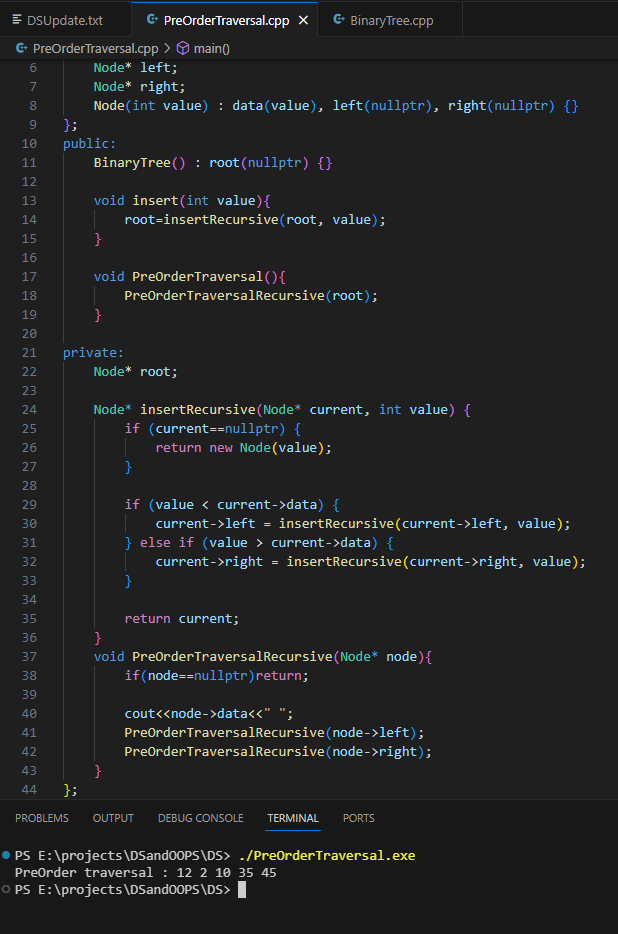 DSUpdate.txt PreOrderTraversal.cpp BinaryTree.cpp
PreOrderTraversal.cpp > main()
6 Node* left;
7 Node* right;
8 Node(int value) : data(value), left(nullptr), right(nullptr) {}
9 };
10 public:
11 BinaryTree() : root(nullptr) {}
12
13 void insert(int value){
14 root=insertRecursive(root, value);
15 }
16
17 void PreOrderTraversal(){
18 PreOrderTraversalRecursive(root);
19 }
20
21 private:
22 Node* root;
23
24 Node* insertRecursive(Node* current, int value) {
25 if (current==nullptr) {
26 return new Node(value);
27 }
28
29 if (value < current->data) {
30 current->left = insertRecursive(current->left, value);
31 } else if (value > current->data) {
32 current->right = insertRecursive(current->right, value);
33 }
34
35 return current;
36 }
37 void PreOrderTraversalRecursive(Node* node){
38 if(node==nullptr)return;
39
40 cout<<node->data<<" ";
41 PreOrderTraversalRecursive(node->left);
42 PreOrderTraversalRecursive(node->right);
43 }
44 };
PROBLEMS OUTPUT DEBUG CONSOLE TERMINAL PORTS
PS E:\projects\DSandOOPS\DS> ./PreOrderTraversal.exe
PreOrder traversal : 12 2 10 35 45
PS E:\projects\DSandOOPS\DS>